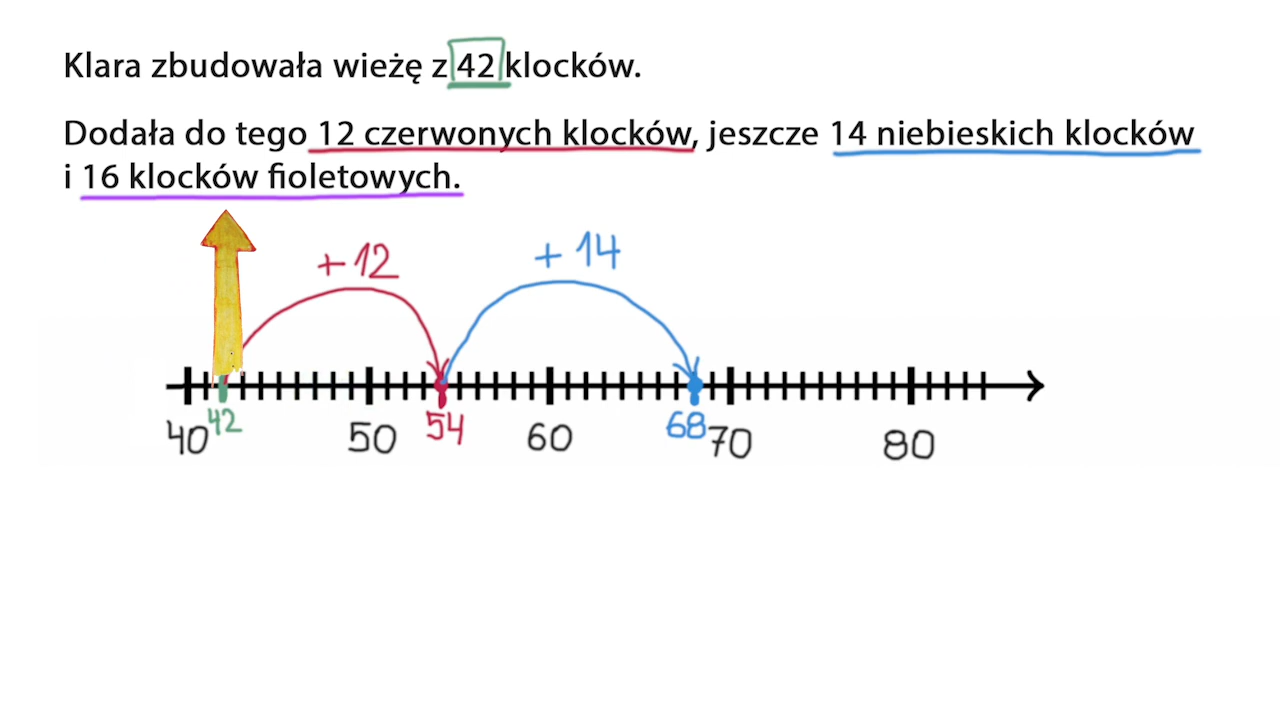 Klara zbudowała wieżę z 42 klocków.
Dodała do tego 12 czerwonych klocków, jeszcze 14 niebieskich klocków
i 16 klocków fioletowych.
+12 + 14
40 42 50 54 60 68 70 80